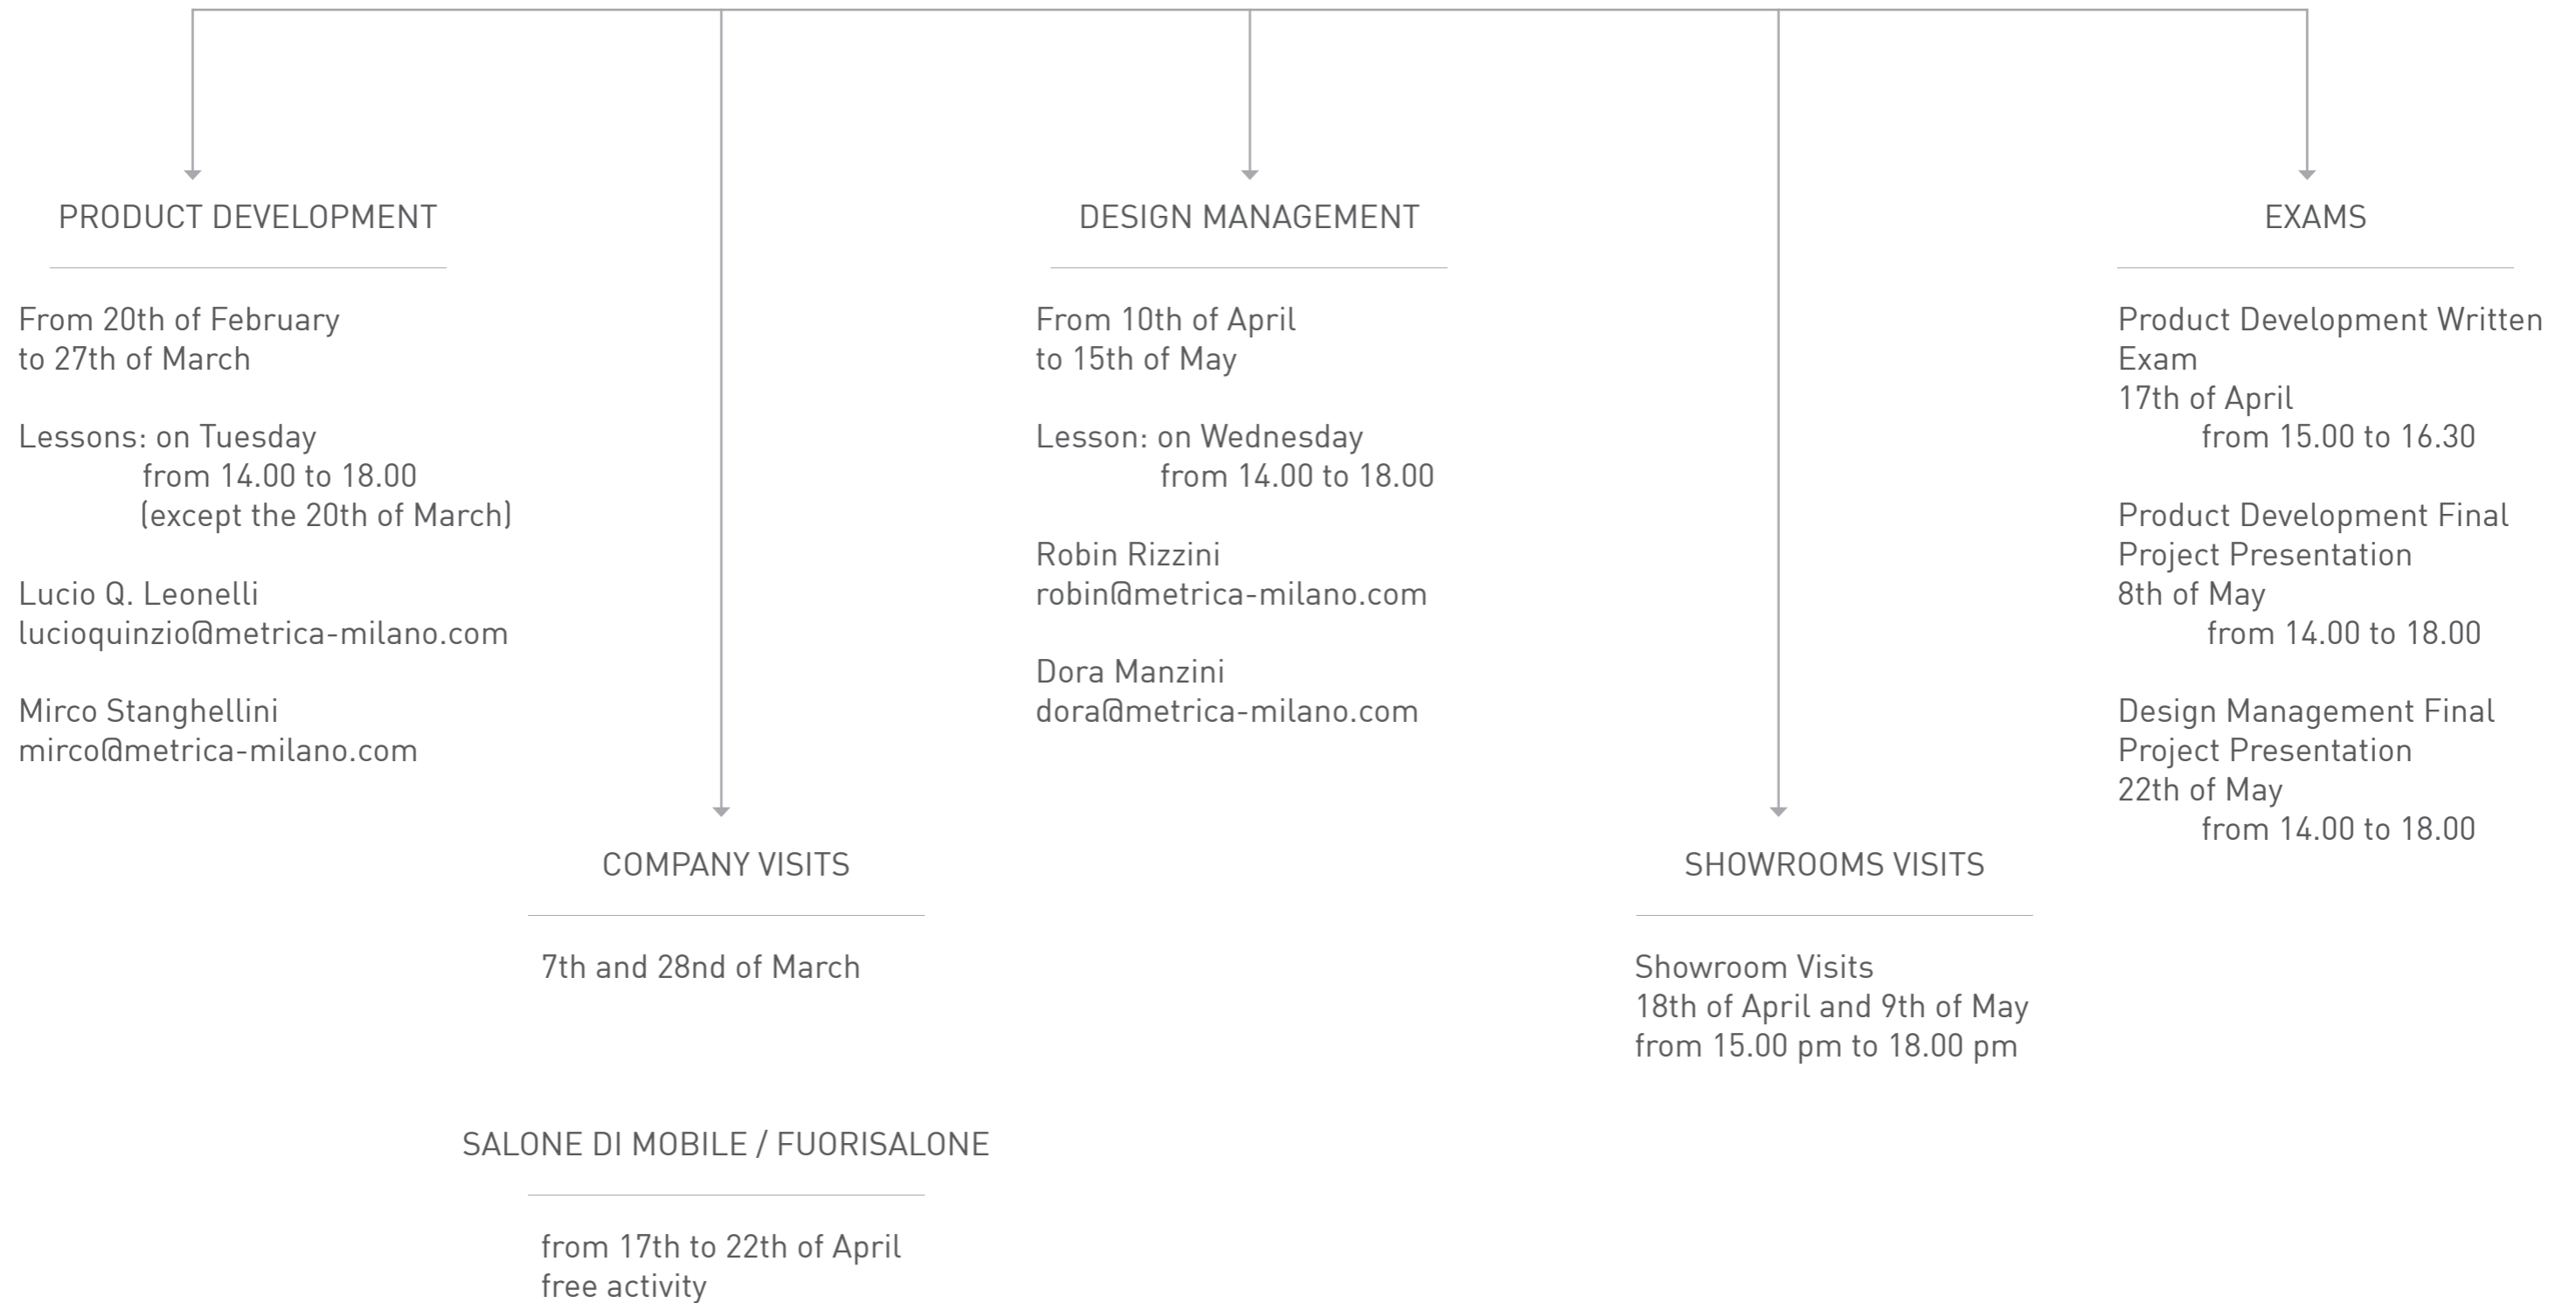 PRODUCT DEVELOPMENT
From 20th of February
to 27th of March
Lessons: on Tuesday
from 14.00 to 18.00
(except the 20th of March)
Lucio Q. Leonelli
lucioquinzio@metrica-milano.com
Mirco Stanghellini
mirco@metrica-milano.com
COMPANY VISITS
7th and 28nd of March
SALONE DI MOBILE / FUORISALONE
from 17th to 22th of April
free activity
DESIGN MANAGEMENT
From 10th of April
to 15th of May
Lesson: on Wednesday
from 14.00 to 18.00
Robin Rizzini
robin@metrica-milano.com
Dora Manzini
dora@metrica-milano.com
SHOWROOMS VISITS
Showroom Visits
18th of April and 9th of May
from 15.00 pm to 18.00 pm
EXAMS
Product Development Written
Exam
17th of April
from 15.00 to 16.30
Product Development Final
Project Presentation
8th of May
from 14.00 to 18.00
Design Management Final
Project Presentation
22th of May
from 14.00 to 18.00